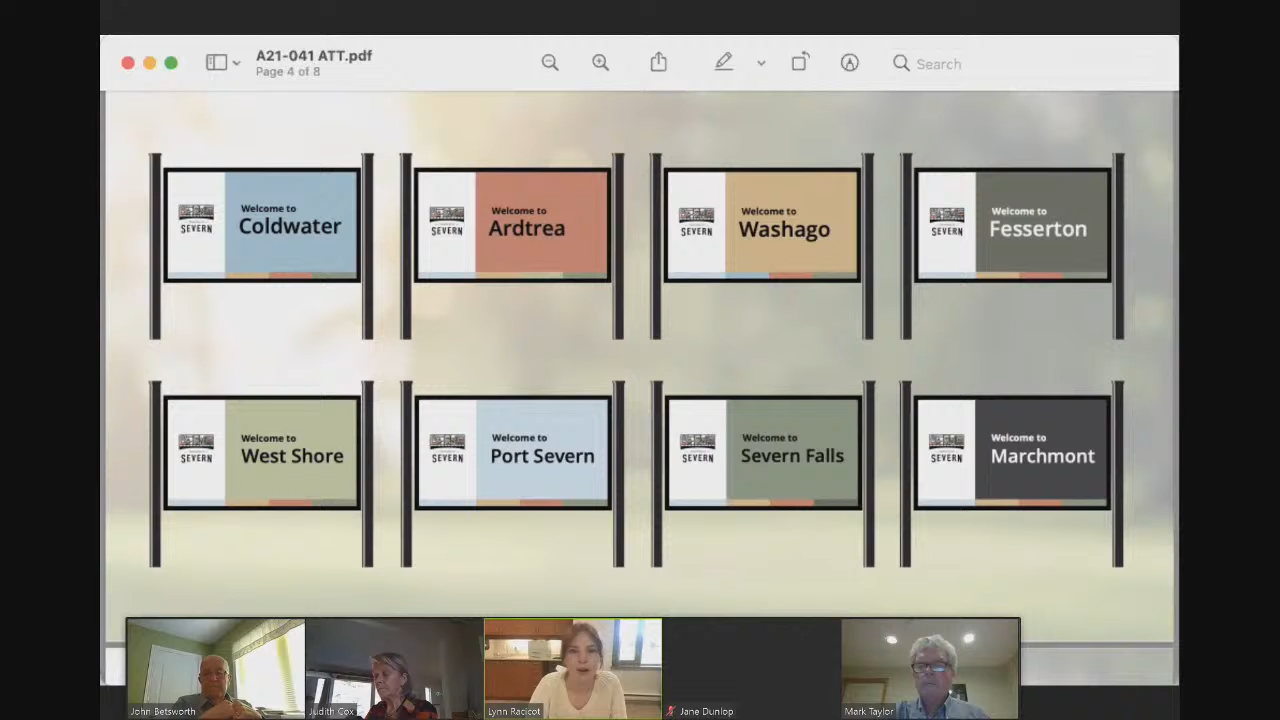 A21-041 ATT.pdf
Page 4 of 8
Search
SEVERN
Welcome to
Coldwater
SEVERN
Welcome to
Ardtrea
SEVERN
Welcome to
Washago
SEVERN
Welcome to
Fesserton
SEVERN
Welcome to
West Shore
SEVERN
Welcome to
Port Severn
SEVERN
Welcome to
Severn Falls
SEVERN
Welcome to
Marchmont
John Betsworth
Judith Cox
Lynn Racicot
Jane Dunlop
Mark Taylor